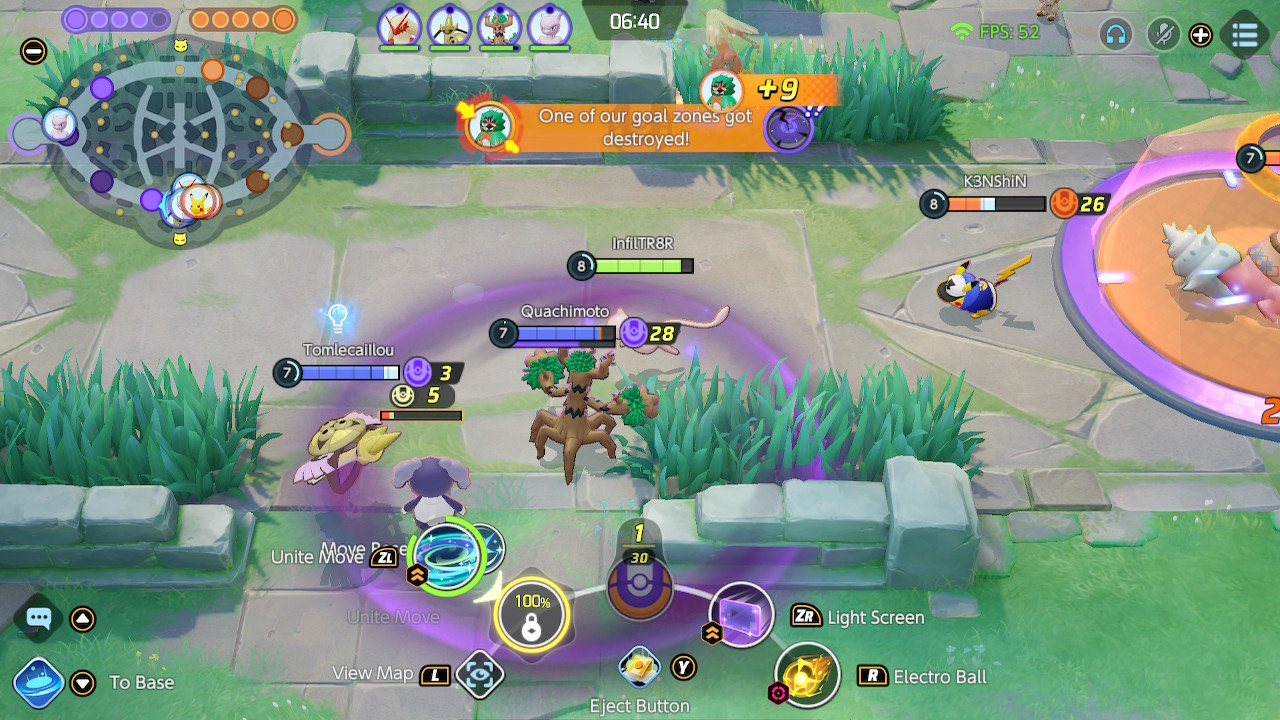 06:40
FPS: 52
+9
One of our goal zones got
destroyed!
7
K3NShiN
8
26
InfilTR8R
8
Quachimoto
7
28
Tomlecaillou
7
3
5
2
1
30
Unite Move
ZL
Unite Move
100%
ZR
Light Screen
View Map
L
Y
R
Electro Ball
To Base
Eject Button